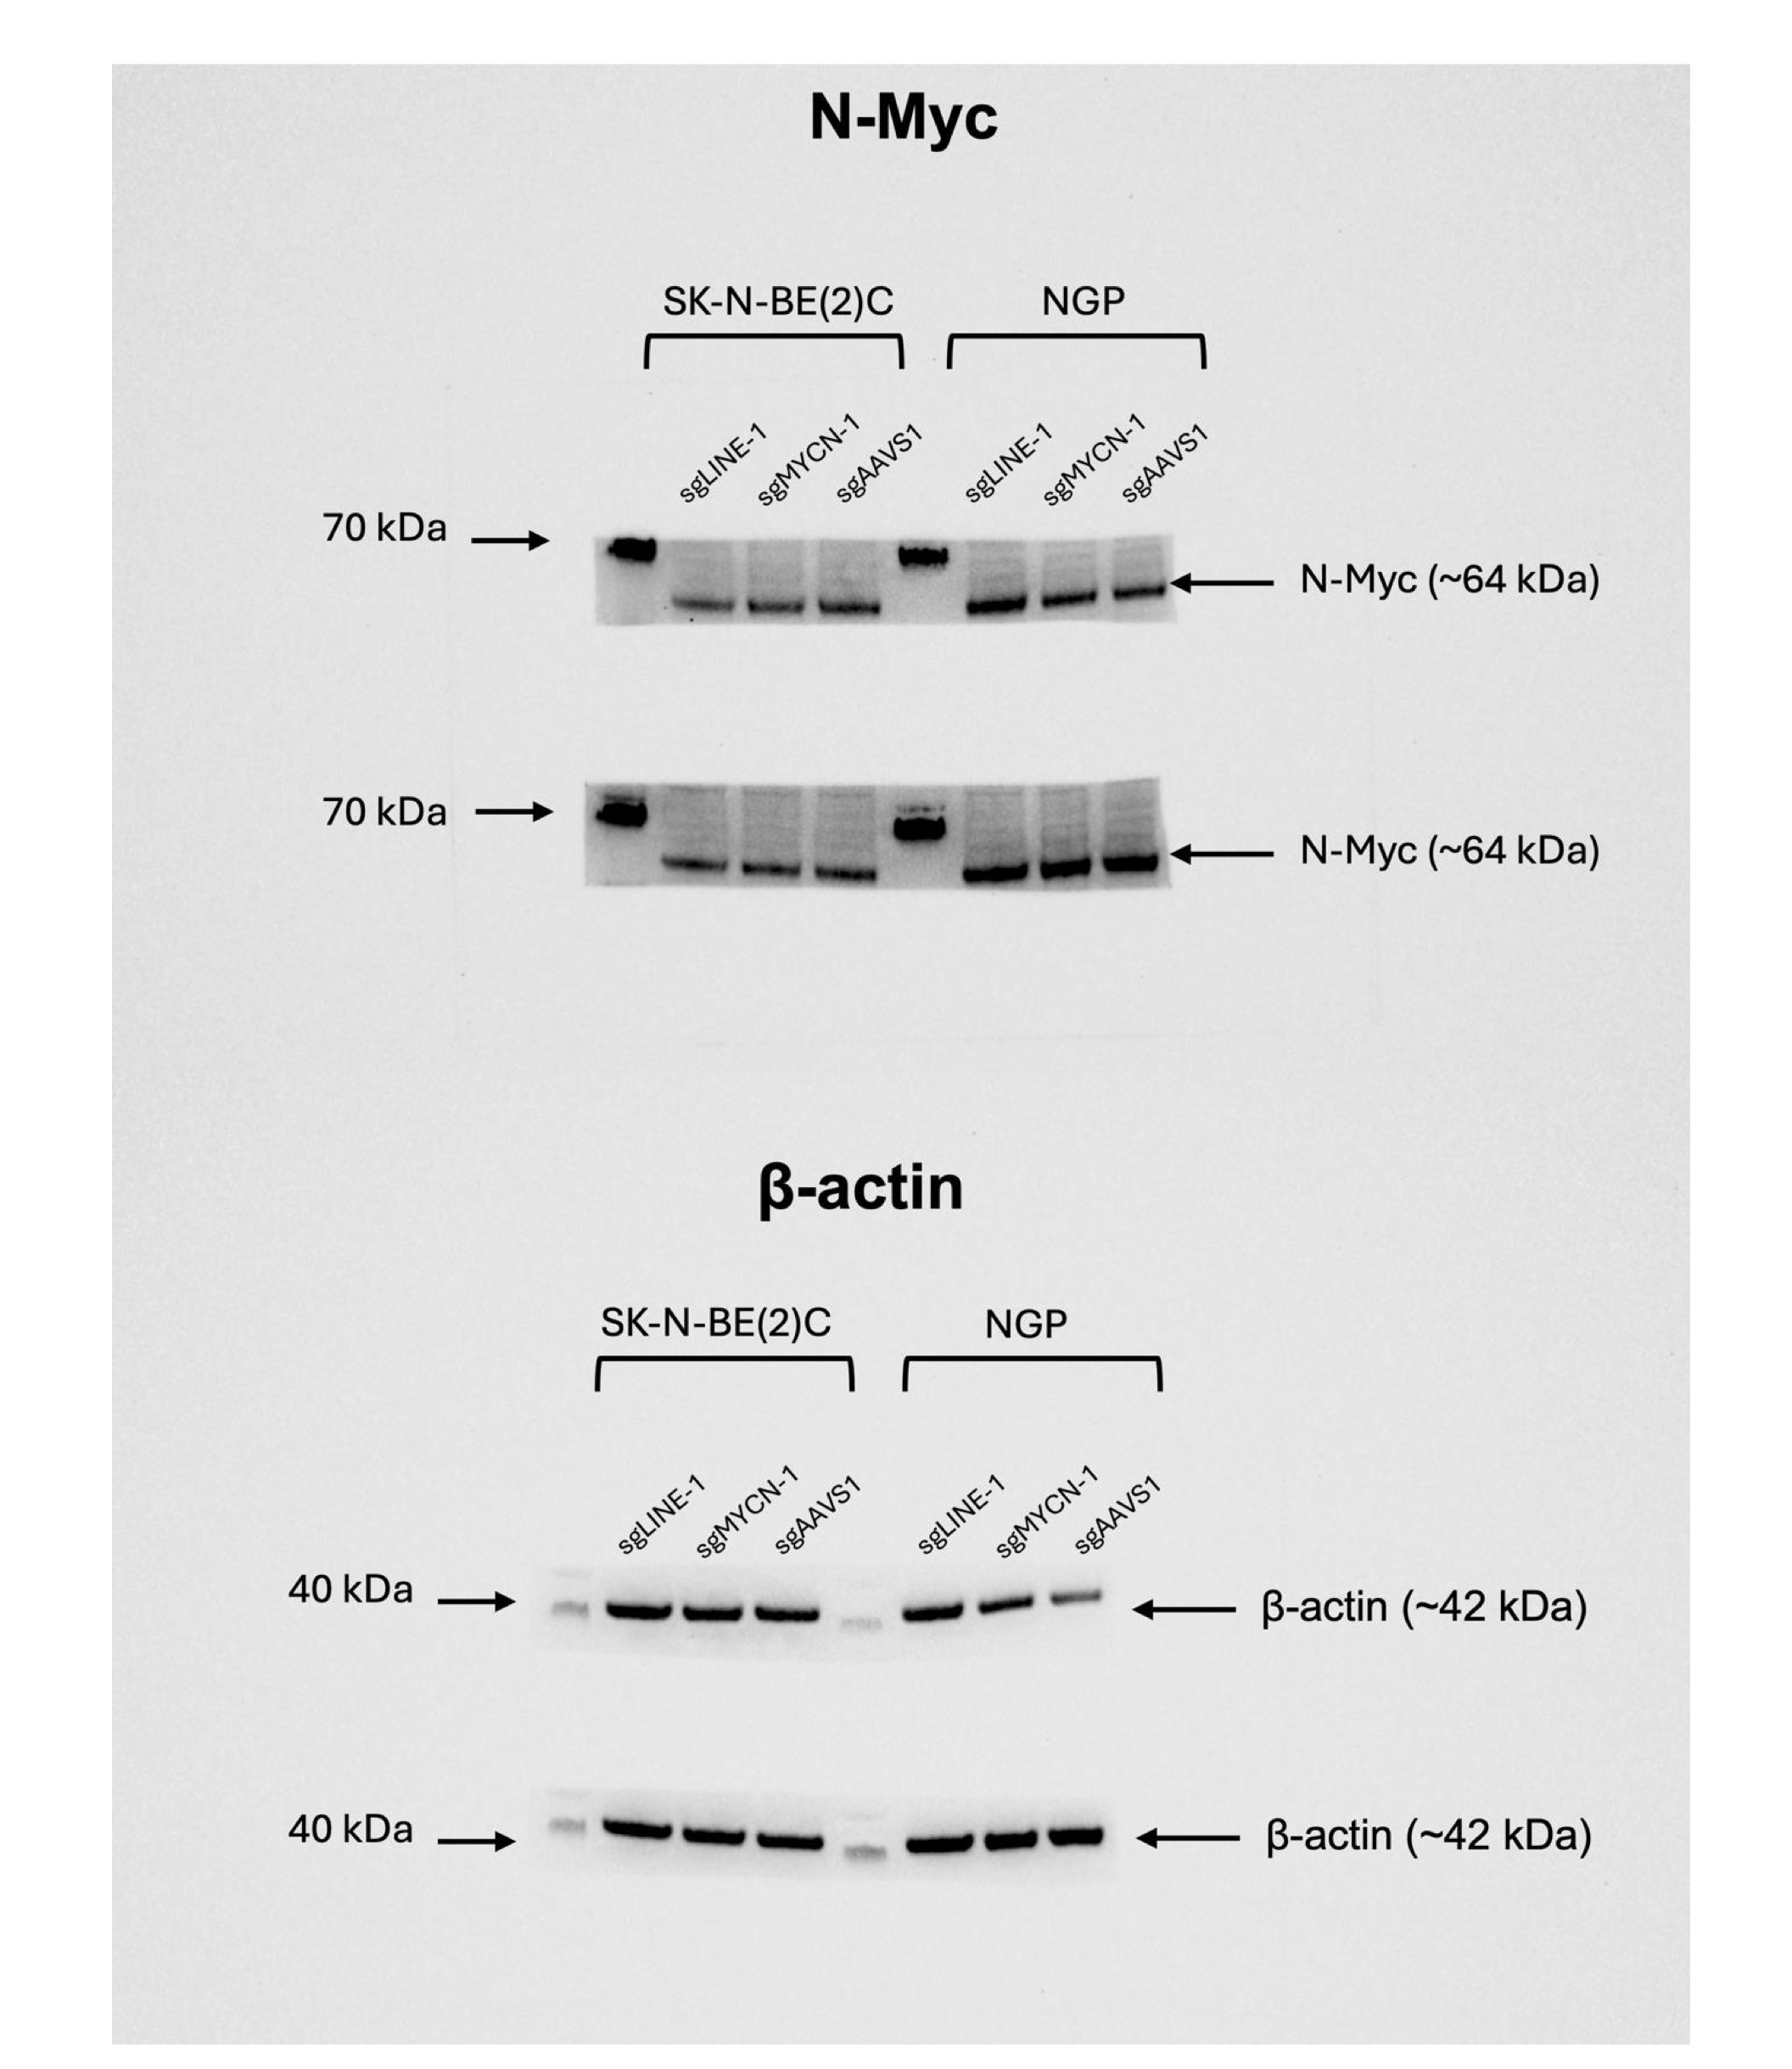 N-Myc
SK-N-BE(2)C NGP
sgLINE-1 sgMYCN-1 sgAAVS1 sgLINE-1 sgMYCN-1 sgAAVS1
70 kDa
N-Myc (~64 kDa)
70 kDa
N-Myc (~64 kDa)
β-actin
SK-N-BE(2)C NGP
sgLINE-1 sgMYCN-1 sgAAVS1 sgLINE-1 sgMYCN-1 sgAAVS1
40 kDa
β-actin (~42 kDa)
40 kDa
β-actin (~42 kDa)